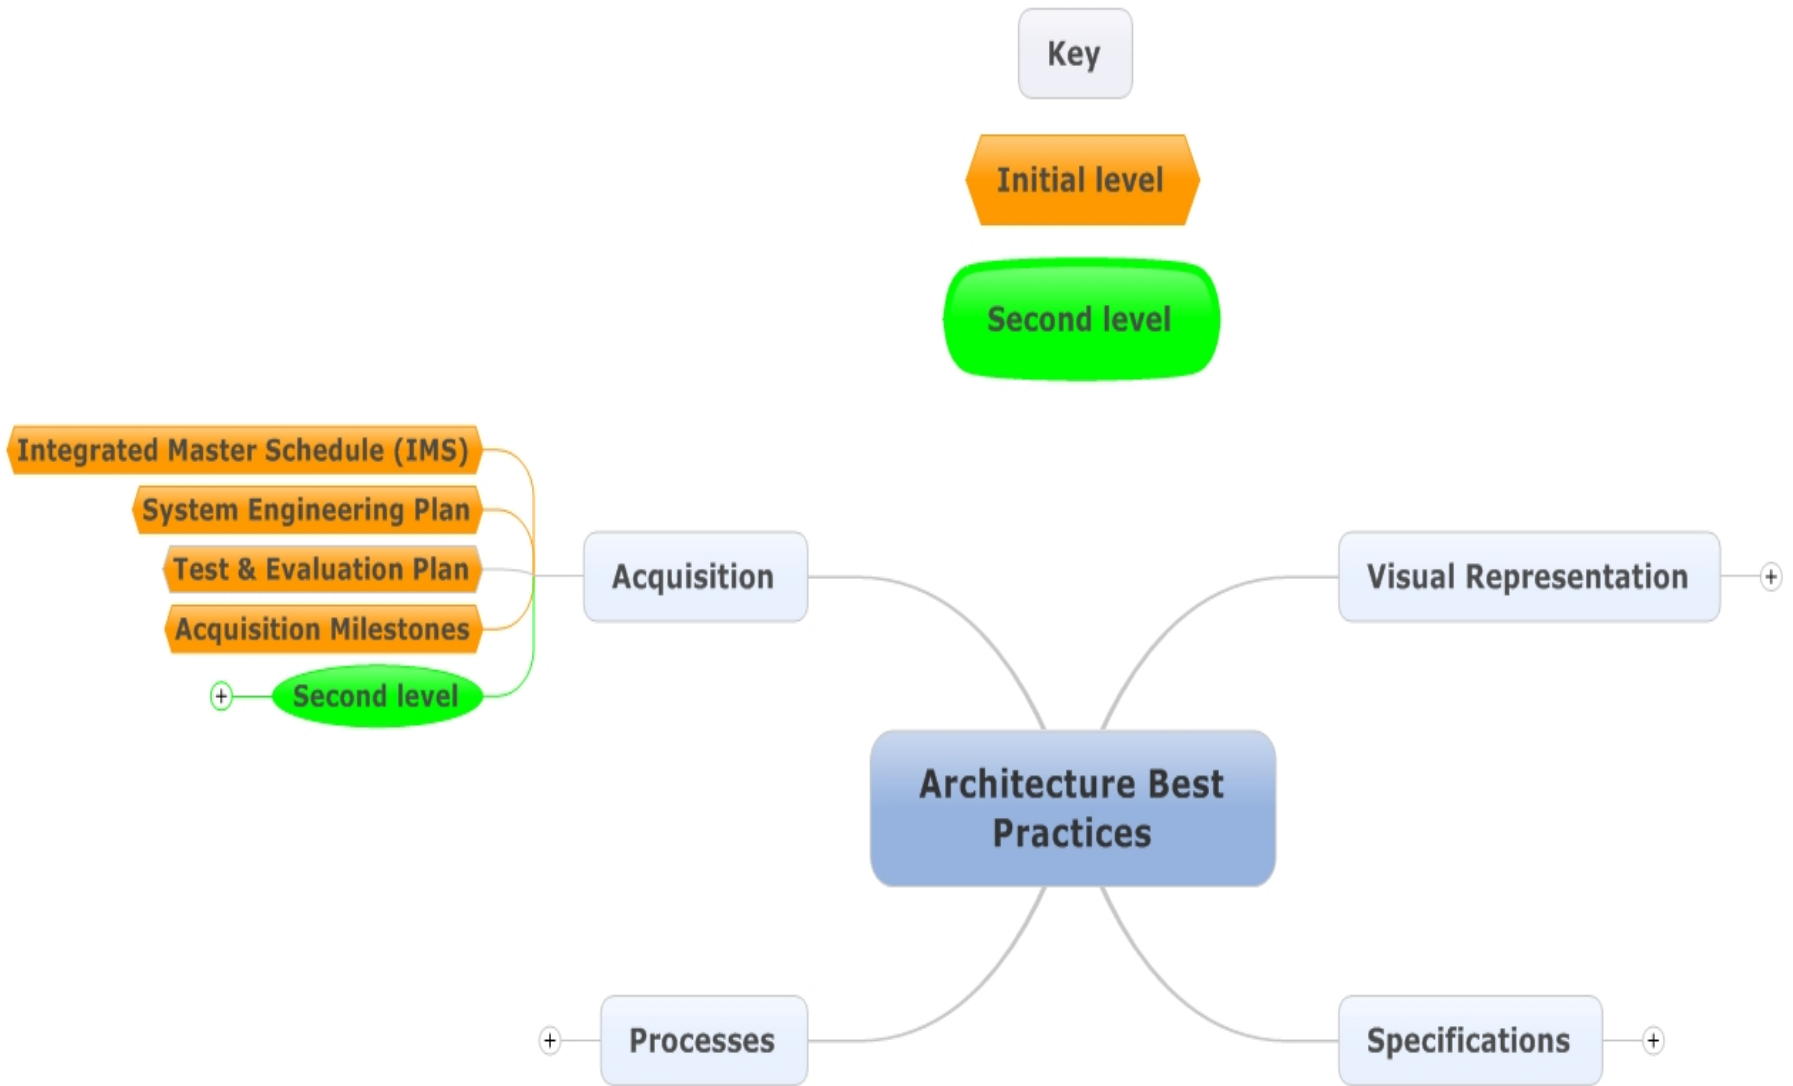 Key
Initial level
Second level
Integrated Master Schedule (IMS)
System Engineering Plan
Test & Evaluation Plan
Acquisition Milestones
+ Second level
Acquisition
Visual Representation +
Architecture Best
Practices
+ Processes
Specifications +